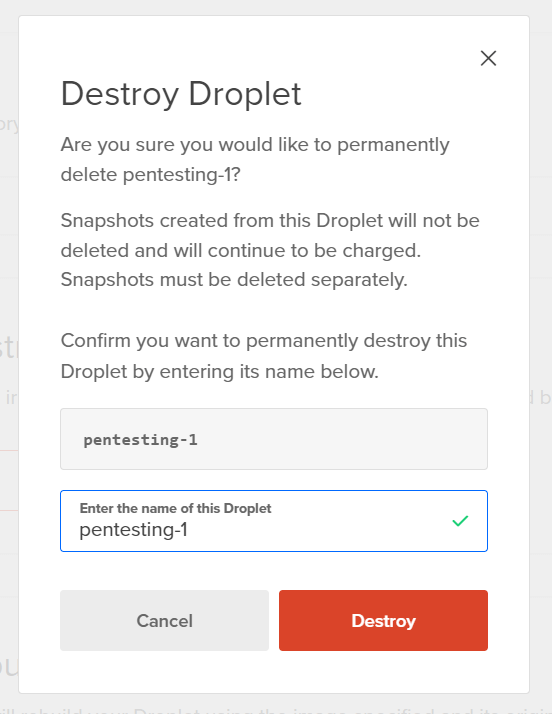 Destroy Droplet
Are you sure you would like to permanently
delete pentesting-1?
Snapshots created from this Droplet will not be
deleted and will continue to be charged.
Snapshots must be deleted separately.
Confirm you want to permanently destroy this
Droplet by entering its name below.
pentesting-1
Enter the name of this Droplet
pentesting-1
Cancel
Destroy